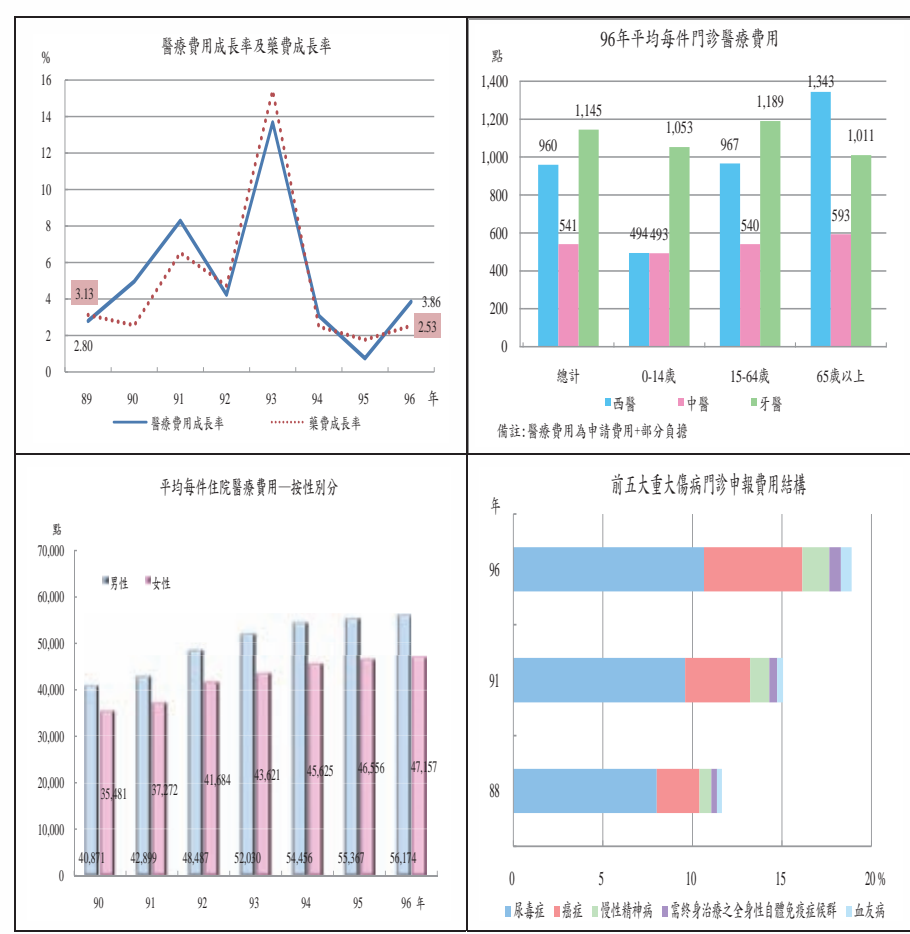 醫療費用成長率及藥費成長率
%
16
14
12
10
8
6
4
2
0
3.13
2.80
3.86
2.53
89 90 91 92 93 94 95 96 年
醫療費用成長率 藥費成長率
96年平均每件門診醫療費用
點
1,400
1,200
1,000
800
600
400
200
0
960 541 1,145
494 493 1,053
967 540 1,189
1,343 593 1,011
總計 0-14歲 15-64歲 65歲以上
西醫 中醫 牙醫
備註:醫療費用為申請費用+部分負擔
平均每件住院醫療費用—按性別分
點
70,000
60,000
50,000
40,000
30,000
20,000
10,000
0
男性 女性
35,481 37,272 41,684 43,621 45,625 46,556 47,157
40,871 42,899 48,487 52,030 54,456 55,367 56,174
90 91 92 93 94 95 96 年
前五大重大傷病門診申報費用結構
年
96
91
88
0 5 10 15 20 %
尿毒症 癌症 慢性精神病 需終身治療之全身性自體免疫症候群 血友病